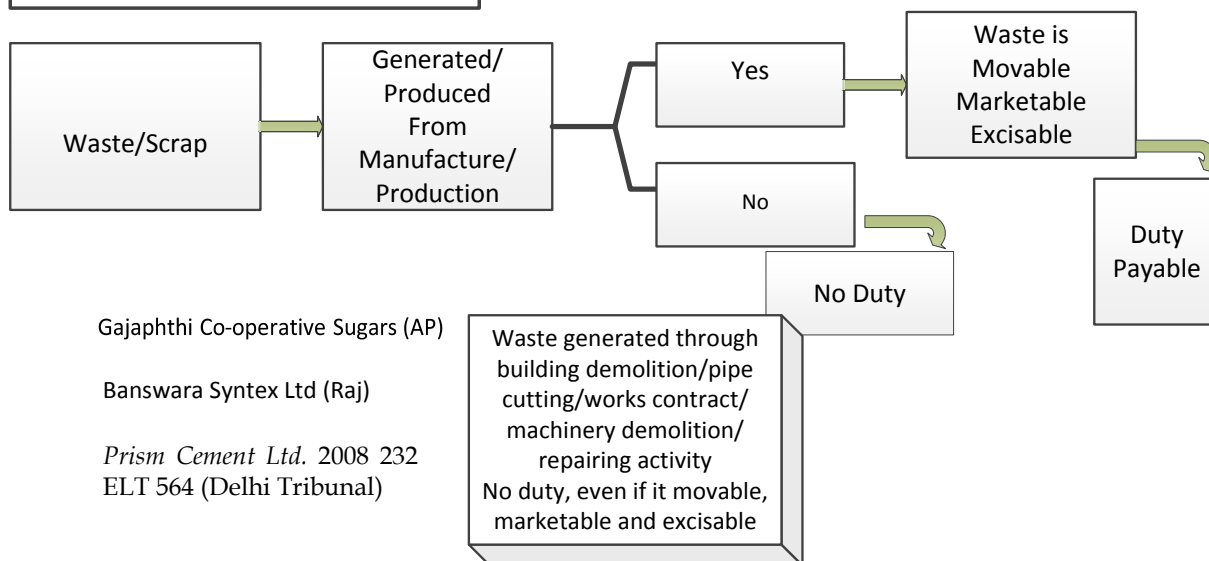 Waste/Scrap
Generated/
Produced
From
Manufacture/
Production
Yes
No
Waste is
Movable
Marketable
Excisable
Duty
Payable
No Duty
Gajaphthi Co-operative Sugars (AP)
Banswara Syntex Ltd (Raj)
Prism Cement Ltd. 2008 232
ELT 564 (Delhi Tribunal)
Waste generated through
building demolition/pipe
cutting/works contract/
machinery demolition/
repairing activity
No duty, even if it movable,
marketable and excisable